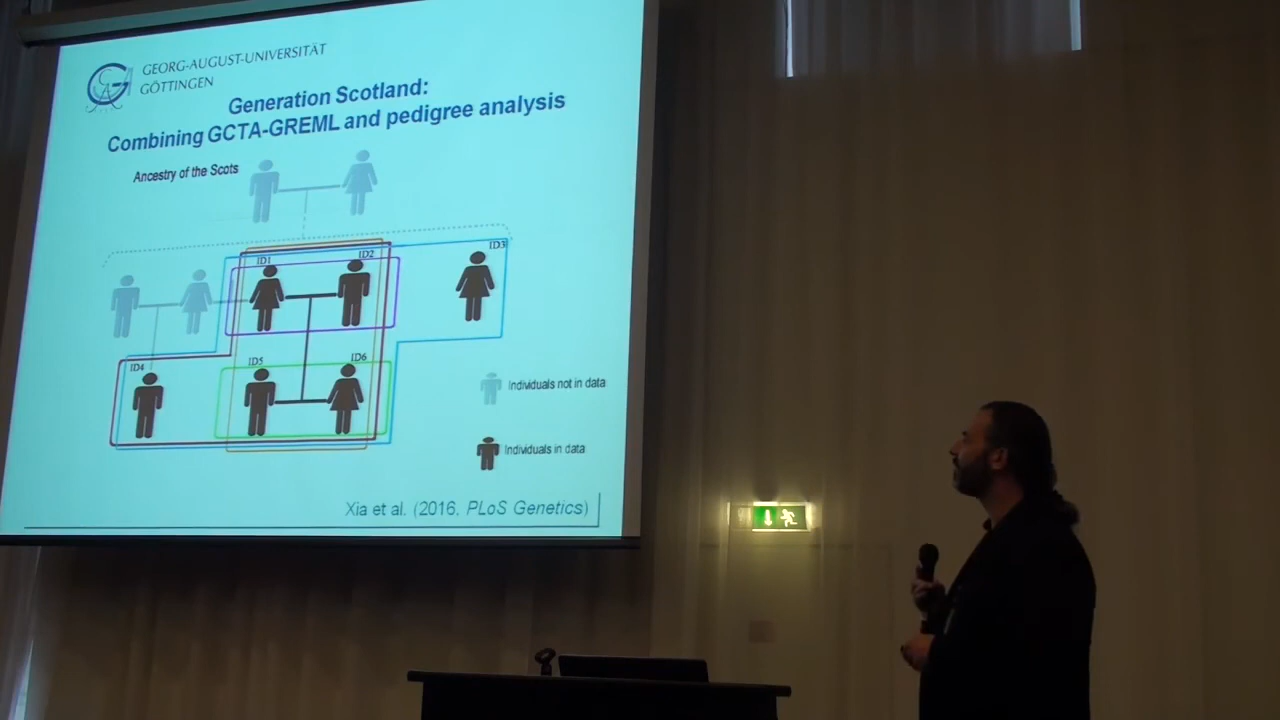 GEORG-AUGUST-UNIVERSITÄT
GÖTTINGEN
Generation Scotland:
Combining GCTA-GREML and pedigree analysis
Ancestry of the Scots
ID1
ID2
ID3
ID4
ID5
ID6
Individuals not in data
Individuals in data
Xia et al. (2016, PLoS Genetics)